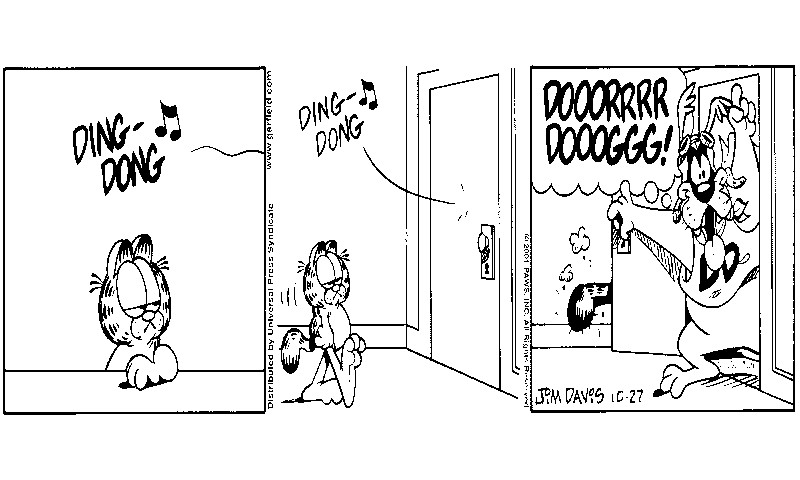 DING-
DONG
www.garfield.com
Distributed by Universal Press Syndicate
DING-
DONG
© 2001 PAWS, INC. All Rights Reserved
DOOORRRR
DOOOGGG!
JIM DAVIS 10-27